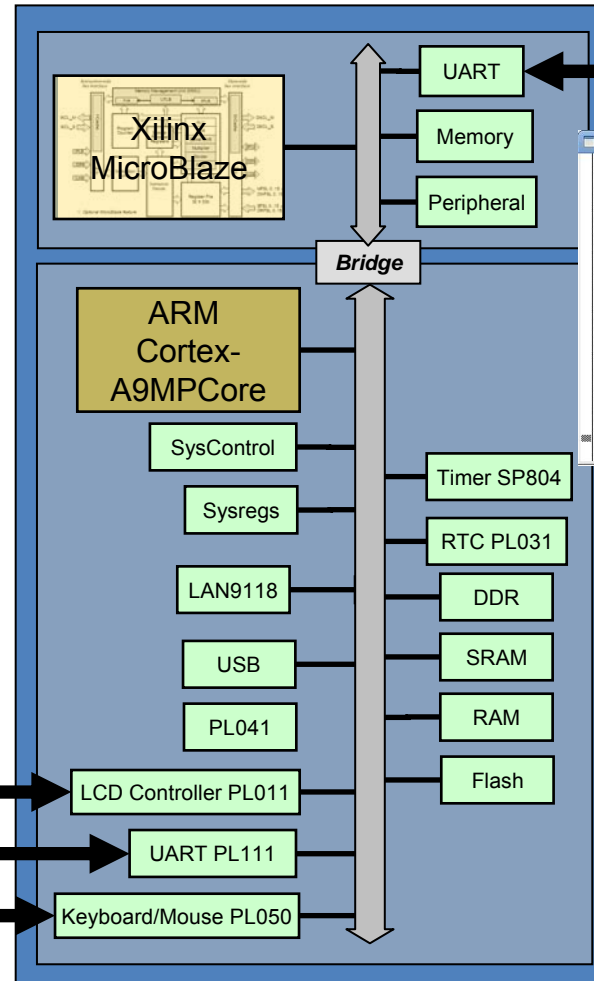 Xilinx
MicroBlaze
UART
Memory
Peripheral
Bridge
ARM
Cortex-
A9MPCore
SysControl
Sysregs
LAN9118
USB
PL041
LCD Controller PL011
UART PL111
Keyboard/Mouse PL050
Timer SP804
RTC PL031
DDR
SRAM
RAM
Flash